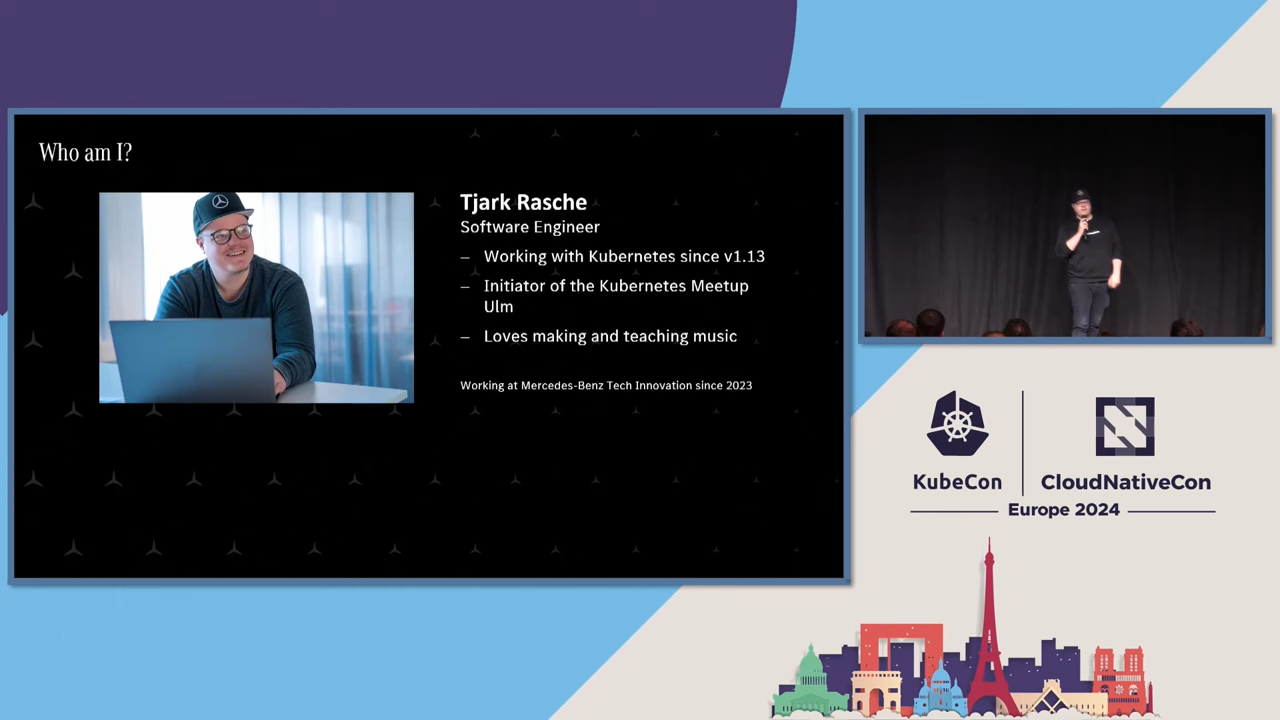 Who am I?
Tjark Rasche
Software Engineer
– Working with Kubernetes since v1.13
– Initiator of the Kubernetes Meetup
Ulm
– Loves making and teaching music
Working at Mercedes-Benz Tech Innovation since 2023
KubeCon
CloudNativeCon
Europe 2024